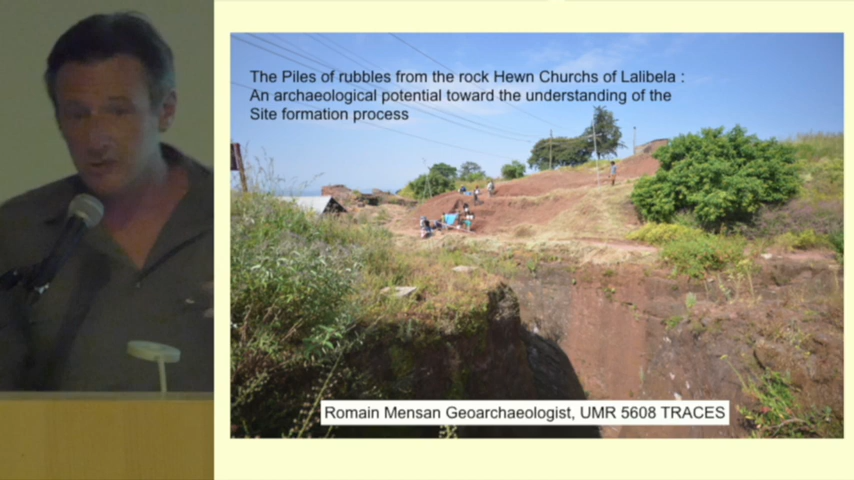 The Piles of rubbles from the rock Hewn Churchs of Lalibela :
An archaeological potential toward the understanding of the
Site formation process
Romain Mensan Geoarchaeologist, UMR 5608 TRACES